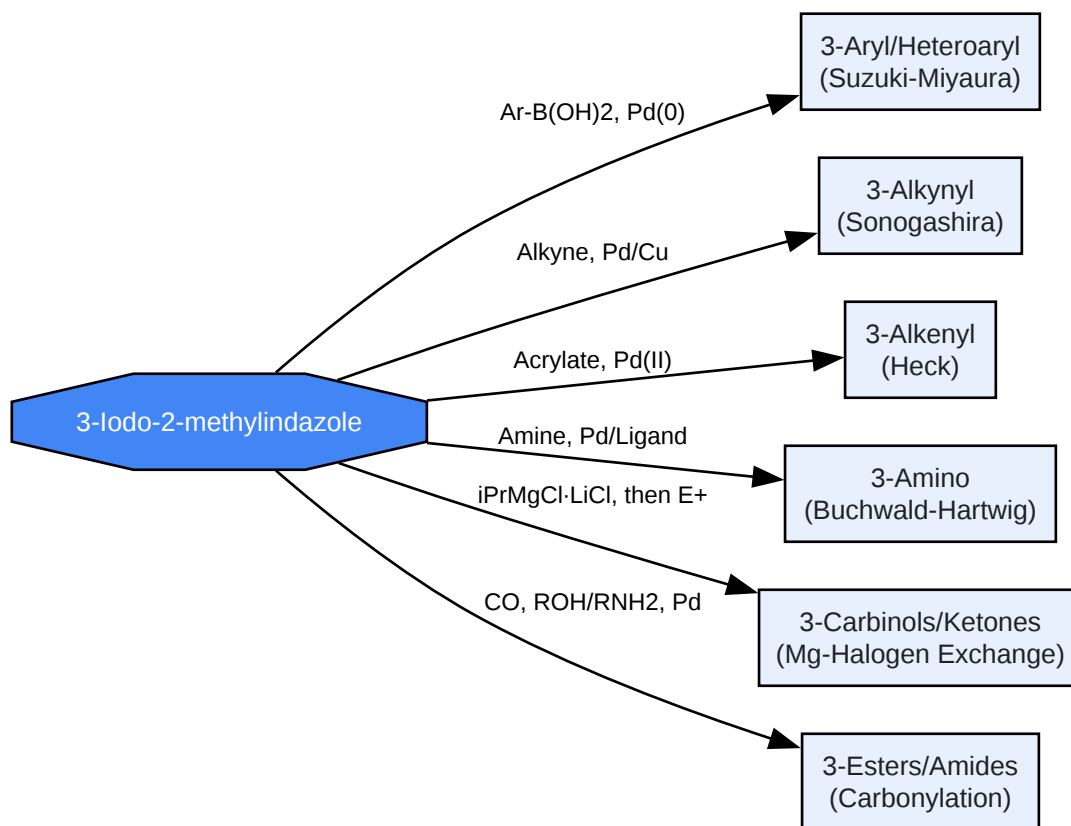 3-Aryl/Heteroaryl
(Suzuki-Miyaura)
Ar-B(OH)2, Pd(0)
3-Alkynyl
(Sonogashira)
Alkyne, Pd/Cu
3-Alkenyl
(Heck)
Acrylate, Pd(II)
3-Iodo-2-methylindazole
Amine, Pd/Ligand
3-Amino
(Buchwald-Hartwig)
iPrMgCl·LiCl, then E+
3-Carbinols/Ketones
(Mg-Halogen Exchange)
CO, ROH/RNH2, Pd
3-Esters/Amides
(Carbonylation)